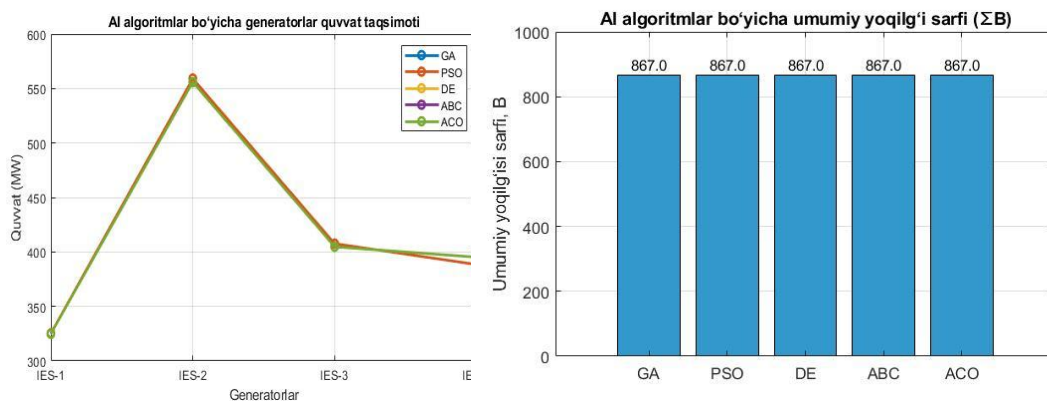 AI algoritmlar bo‘yicha generatorlar quvvat taqsimoti
600
550
500
450
400
350
300
Quvvat (MW)
GA
PSO
DE
ABC
ACO
IES-1
IES-2
IES-3
IE
Generatorlar
AI algoritmlar bo‘yicha umumiy yoqilg‘i sarfi (ΣB)
1000
800
600
400
200
0
Umumiy yoqilg‘isi sarfi, B
867.0
867.0
867.0
867.0
867.0
GA
PSO
DE
ABC
ACO